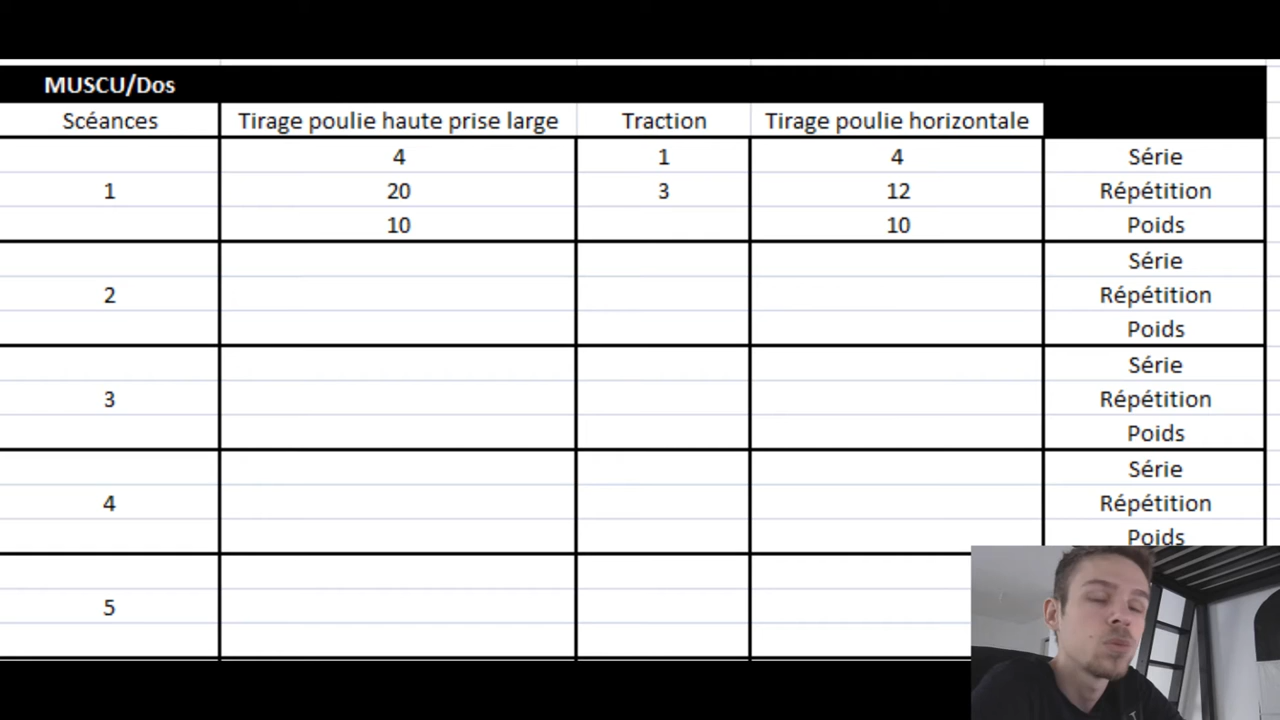 MUSCU/Dos
Scéances Tirage poulie haute prise large Traction Tirage poulie horizontale
4 1 4 Série
1 20 3 12 Répétition
10 10 Poids
Série
2 Répétition
Poids
Série
3 Répétition
Poids
Série
4 Répétition
Poids
5